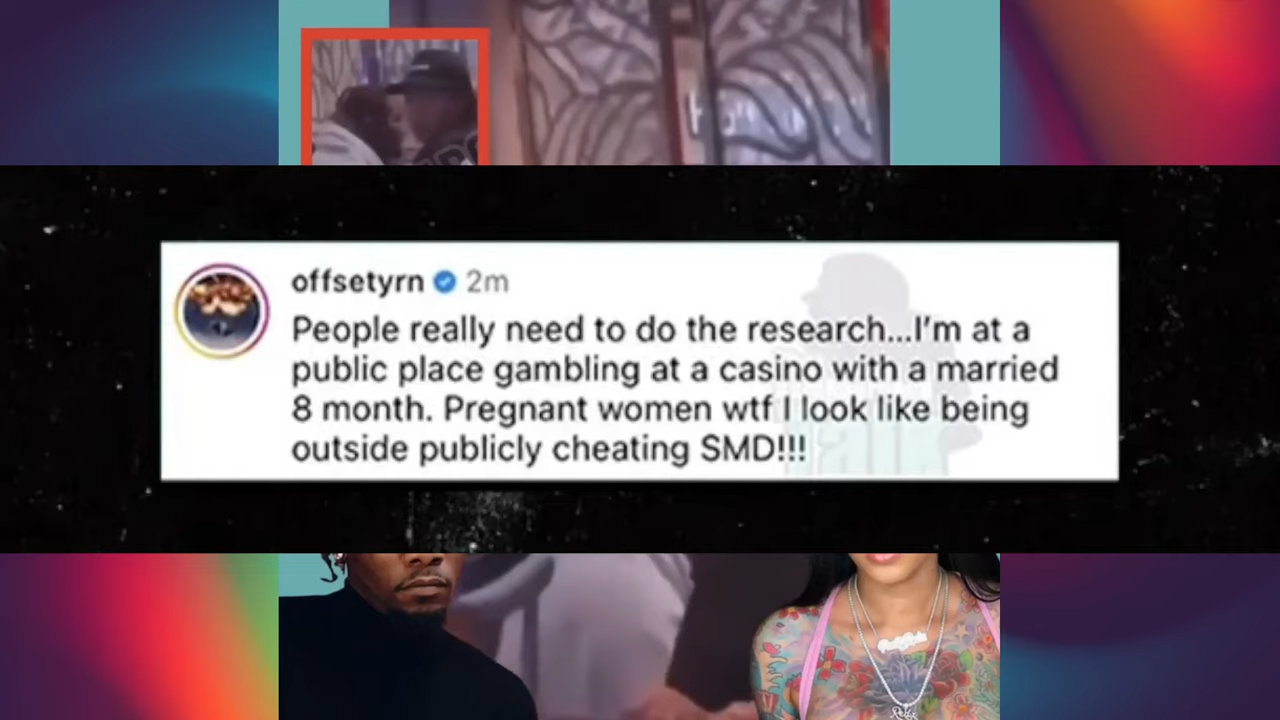 offsetyrn 2m
People really need to do the research...I'm at a
public place gambling at a casino with a married
8 month. Pregnant women wtf I look like being
outside publicly cheating SMD!!!